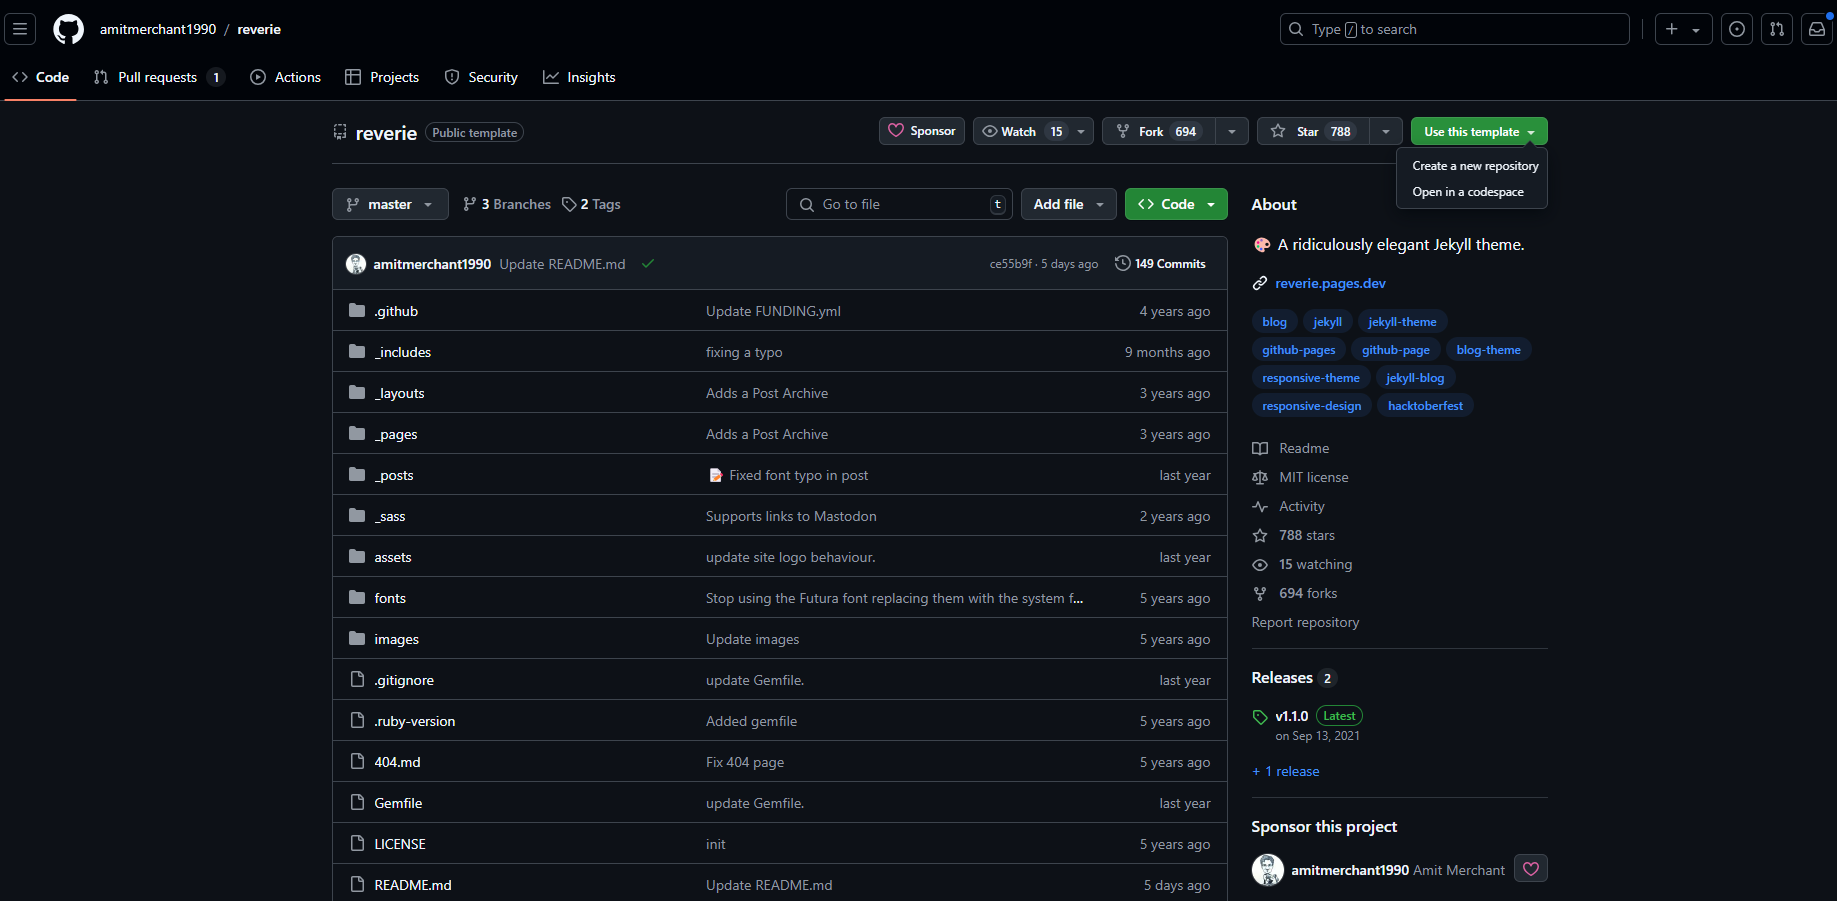 amitmerchant1990 / reverie
Type / to search
Code
Pull requests 1
Actions
Projects
Security
Insights
reverie Public template
Sponsor
Watch 15
Fork 694
Star 788
Use this template
Create a new repository
Open in a codespace
master
3 Branches
2 Tags
Go to file t
Add file
Code
amitmerchant1990 Update README.md
ce55b9f · 5 days ago
149 Commits
.github Update FUNDING.yml 4 years ago
_includes fixing a typo 9 months ago
_layouts Adds a Post Archive 3 years ago
_pages Adds a Post Archive 3 years ago
_posts 📝 Fixed font typo in post last year
_sass Supports links to Mastodon 2 years ago
assets update site logo behaviour. last year
fonts Stop using the Futura font replacing them with the system f... 5 years ago
images Update images 5 years ago
.gitignore update Gemfile. last year
.ruby-version Added gemfile 5 years ago
404.md Fix 404 page 5 years ago
Gemfile update Gemfile. last year
LICENSE init 5 years ago
README.md Update README.md 5 days ago
About
🎨 A ridiculously elegant Jekyll theme.
reverie.pages.dev
blog jekyll jekyll-theme
github-pages github-page blog-theme
responsive-theme jekyll-blog
responsive-design hacktoberfest
Readme
MIT license
Activity
788 stars
15 watching
694 forks
Report repository
Releases 2
v1.1.0 Latest
on Sep 13, 2021
+ 1 release
Sponsor this project
amitmerchant1990 Amit Merchant